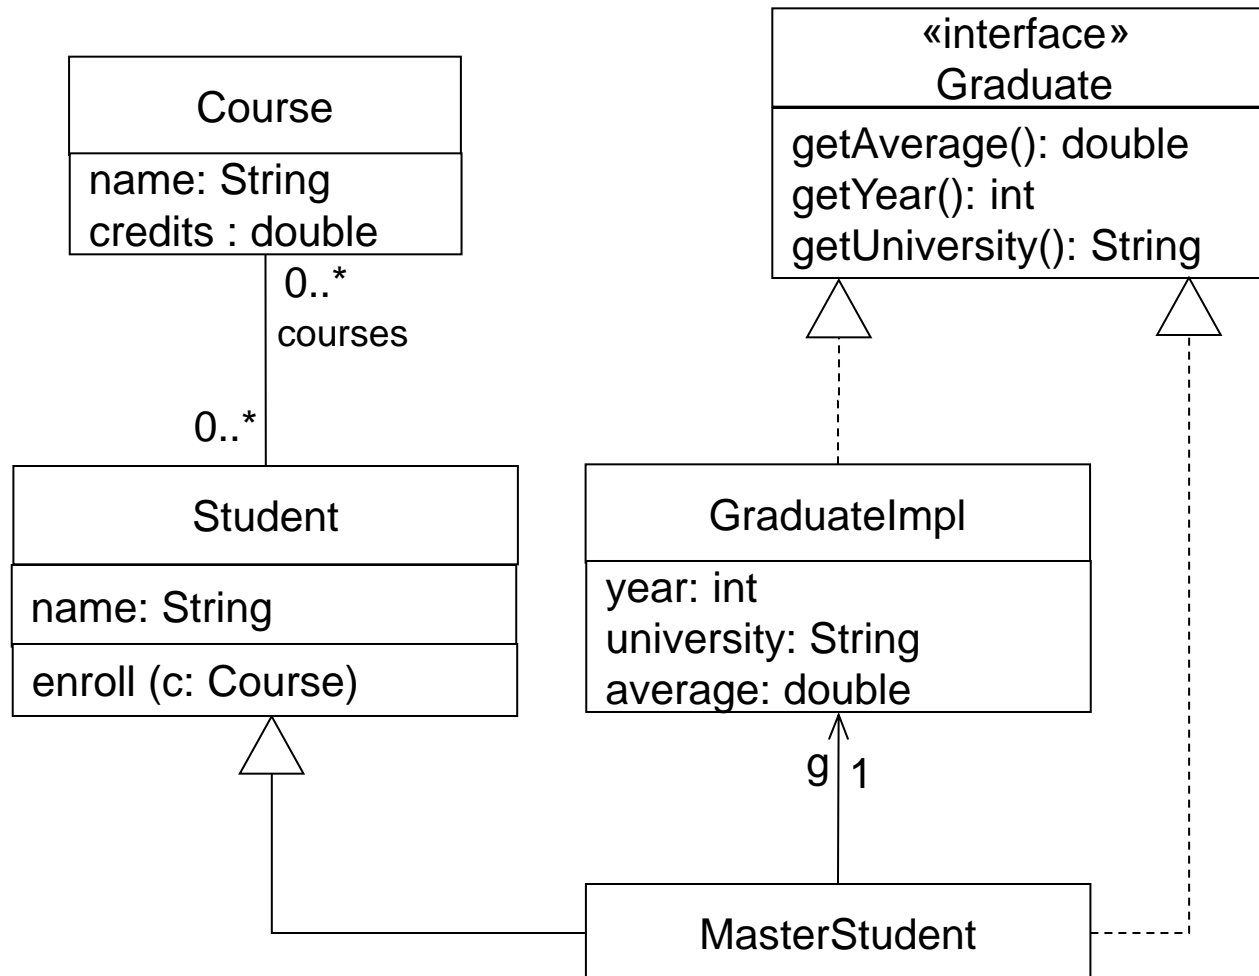 Course
name: String
credits : double
0..*
courses
0..*
Student
name: String
enroll (c: Course)
«interface»
Graduate
getAverage(): double
getYear(): int
getUniversity(): String
GraduateImpl
year: int
university: String
average: double
g 1
MasterStudent